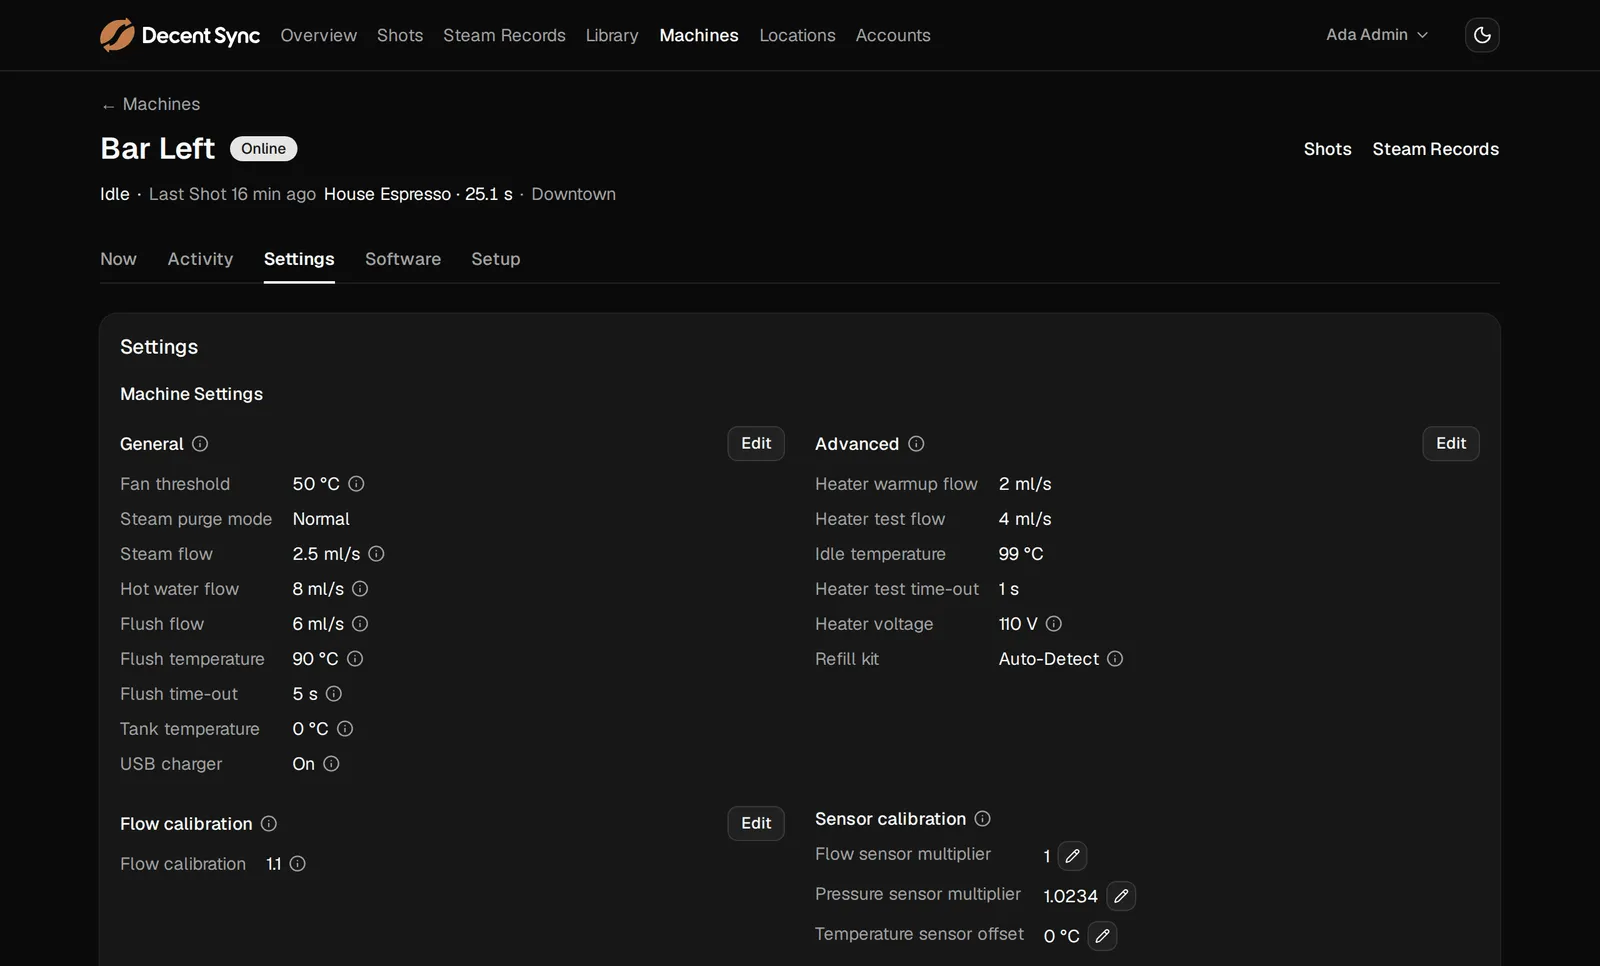 Decent Sync
Overview
Shots
Steam Records
Library
Machines
Locations
Accounts
Ada Admin
← Machines
Bar Left
Online
Shots
Steam Records
Idle · Last Shot 16 min ago House Espresso · 25.1 s · Downtown
Now
Activity
Settings
Software
Setup
Settings
Machine Settings
General
Edit
Fan threshold 50 °C
Steam purge mode Normal
Steam flow 2.5 ml/s
Hot water flow 8 ml/s
Flush flow 6 ml/s
Flush temperature 90 °C
Flush time-out 5 s
Tank temperature 0 °C
USB charger On
Advanced
Edit
Heater warmup flow 2 ml/s
Heater test flow 4 ml/s
Idle temperature 99 °C
Heater test time-out 1 s
Heater voltage 110 V
Refill kit Auto-Detect
Flow calibration
Edit
Flow calibration 1.1
Sensor calibration
Flow sensor multiplier 1
Pressure sensor multiplier 1.0234
Temperature sensor offset 0 °C